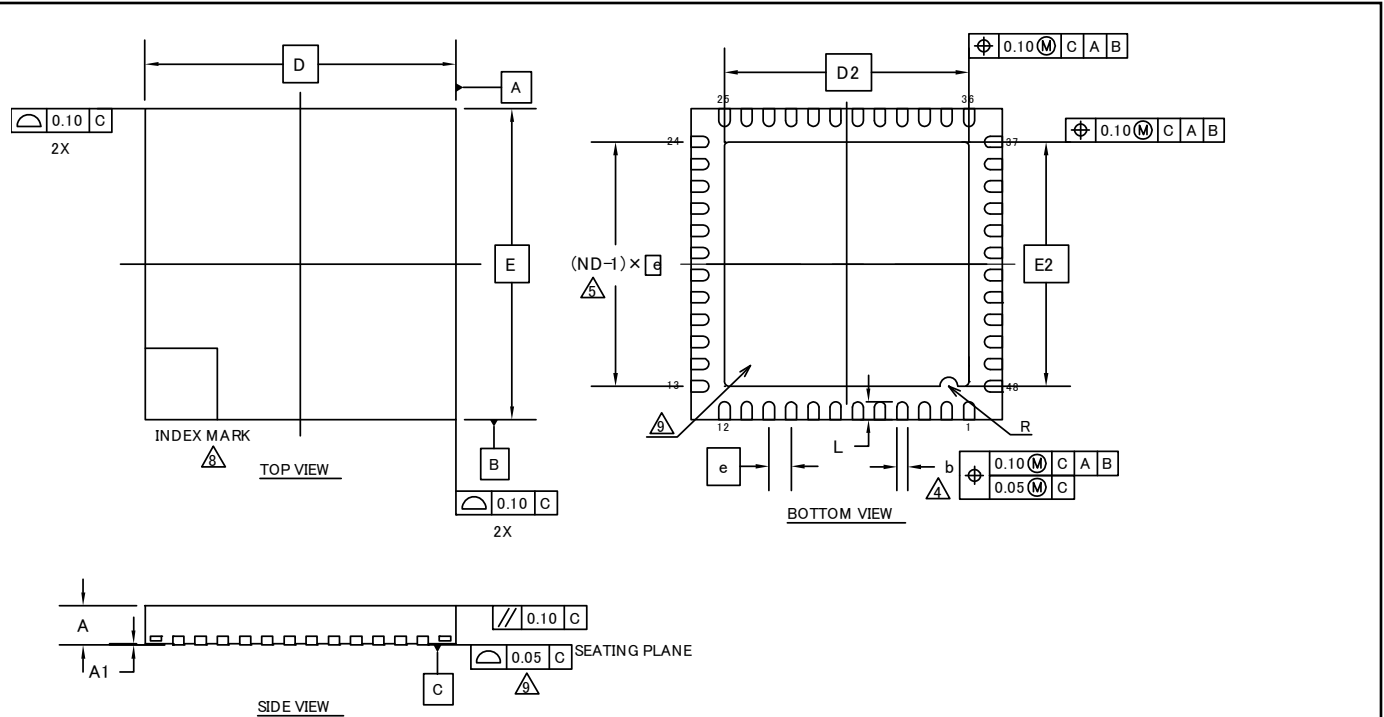 D
A
⌓ 0.10 C
2X
E
INDEX MARK
8
TOP VIEW
B
⌓ 0.10 C
2X
D2
⌖ 0.10 Ⓜ C A B
25
36
⌖ 0.10 Ⓜ C A B
24
37
(ND-1)× e
5
E2
13
48
9
12
1
L
R
e
b
4
⌖ 0.10 Ⓜ C A B
0.05 Ⓜ C
BOTTOM VIEW
A
// 0.10 C
A1
⌓ 0.05 C SEATING PLANE
9
C
SIDE VIEW